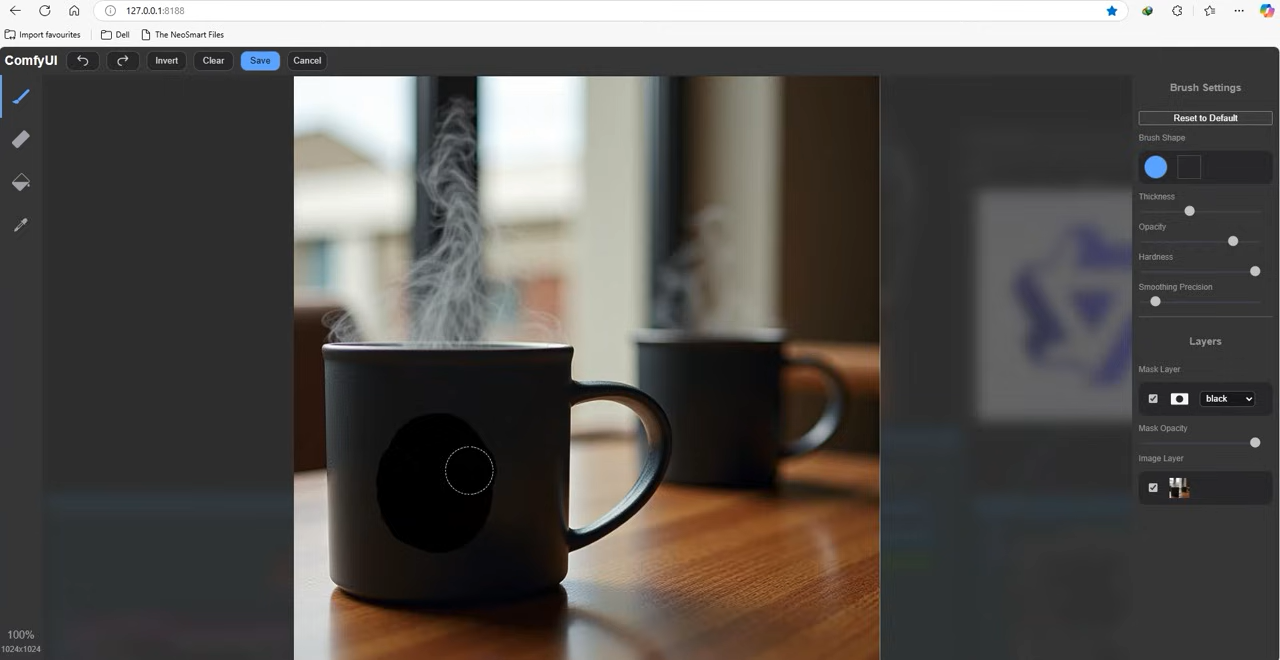 127.0.0.1:8188
Import favourites
Dell
The NeoSmart Files
ComfyUI
Invert
Clear
Save
Cancel
Brush Settings
Reset to Default
Brush Shape
Thickness
Opacity
Hardness
Smoothing Precision
Layers
Mask Layer
black
Mask Opacity
Image Layer
100%
1024x1024